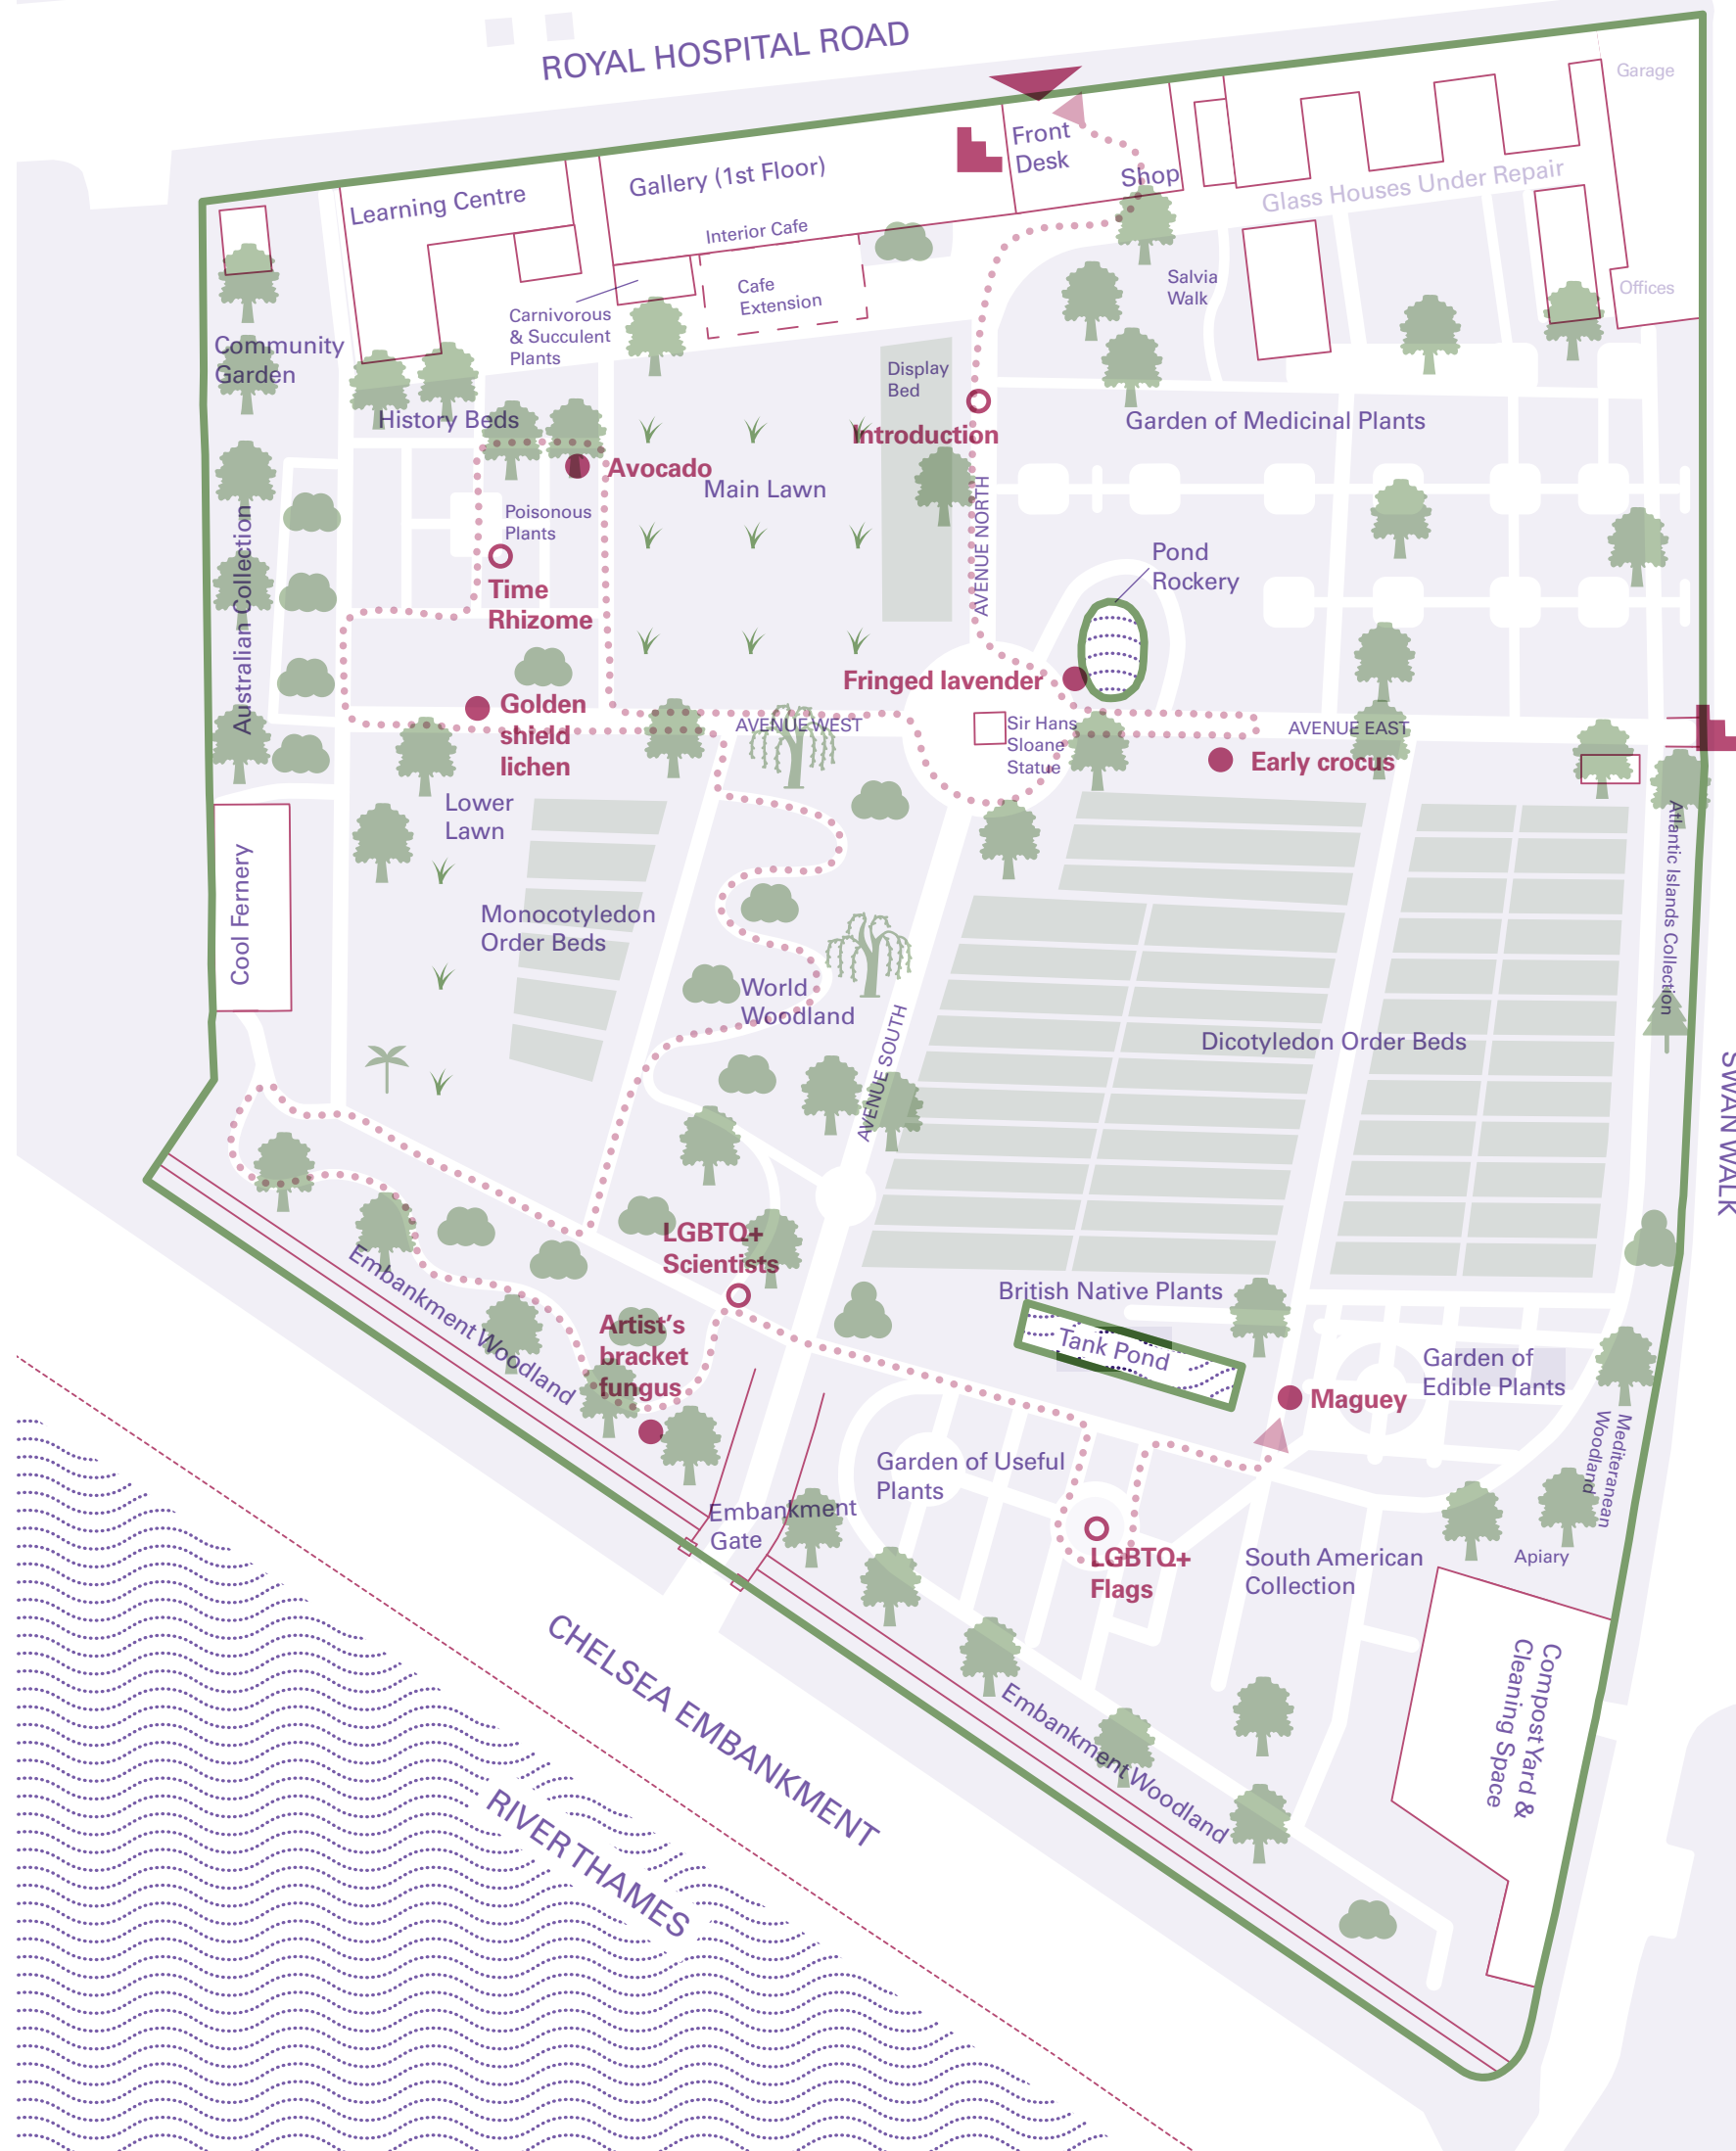 ROYAL HOSPITAL ROAD
Garage
Front
Desk
Shop
Gallery (1st Floor)
Learning Centre
Glass Houses Under Repair
Interior Cafe
Cafe
Extension
Salvia
Walk
Offices
Carnivorous
& Succulent
Plants
Community
Garden
Display
Bed
History Beds
Garden of Medicinal Plants
Introduction
Avocado
Main Lawn
Poisonous
Plants
AVENUE NORTH
Pond
Rockery
Australian Collection
Time
Rhizome
Fringed lavender
Golden
shield
lichen
AVENUE WEST
Sir Hans
Sloane
Statue
AVENUE EAST
Early crocus
Lower
Lawn
Atlantic Islands Collection
Cool Fernery
Monocotyledon
Order Beds
World
Woodland
AVENUE SOUTH
Dicotyledon Order Beds
SWAN WALK
LGBTQ+
Scientists
Embankment Woodland
British Native Plants
Tank Pond
Artist's
bracket
fungus
Garden of
Edible Plants
Maguey
Mediterranean
Woodland
Garden of Useful
Plants
Embankment
Gate
LGBTQ+
Flags
South American
Collection
Apiary
Compost Yard &
Cleaning Space
Embankment Woodland
CHELSEA EMBANKMENT
RIVER THAMES